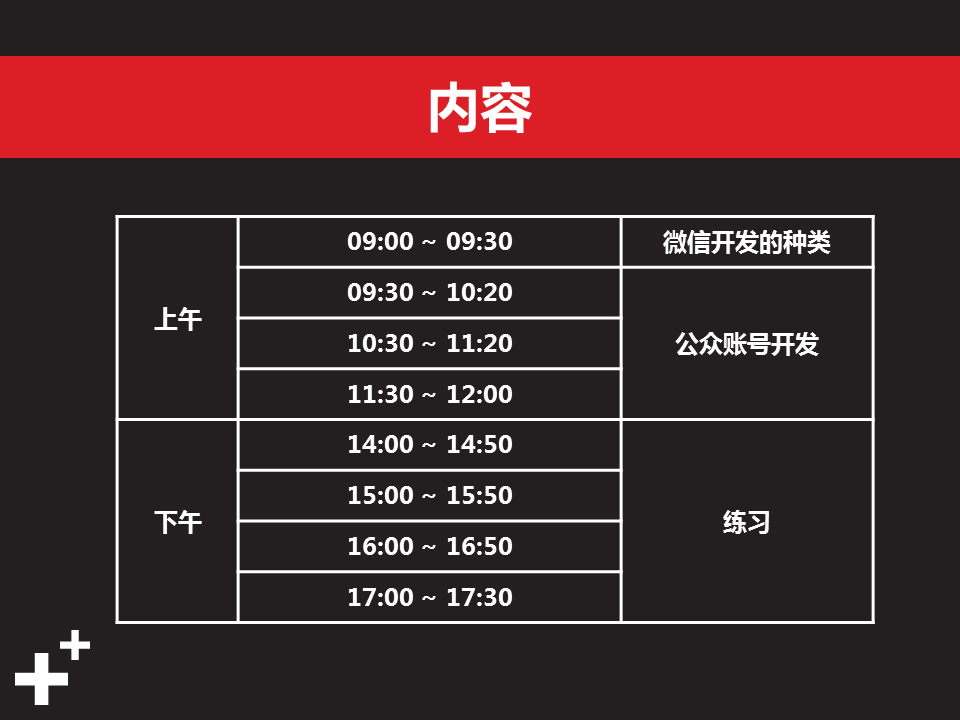 内容
上午
09:00 ~ 09:30
微信开发的种类
09:30 ~ 10:20
公众账号开发
10:30 ~ 11:20
11:30 ~ 12:00
下午
14:00 ~ 14:50
练习
15:00 ~ 15:50
16:00 ~ 16:50
17:00 ~ 17:30